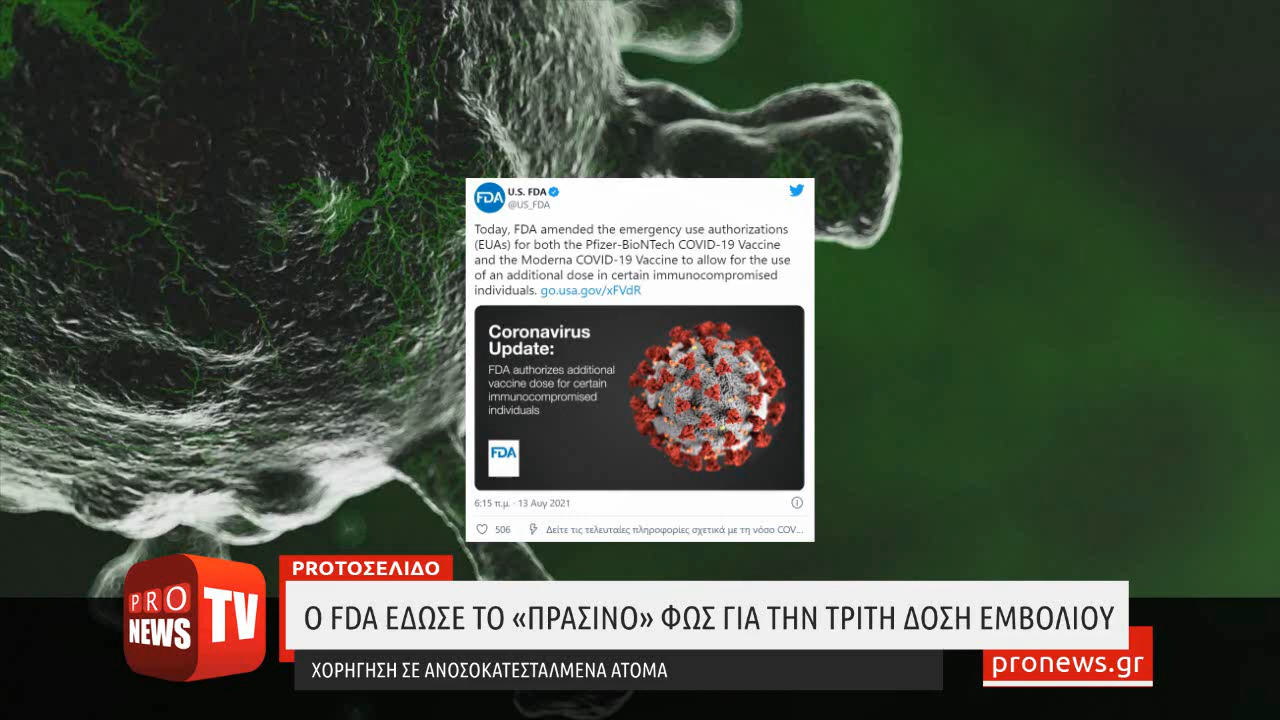 FDA
U.S. FDA
@US_FDA
Today, FDA amended the emergency use authorizations
(EUAs) for both the Pfizer-BioNTech COVID-19 Vaccine
and the Moderna COVID-19 Vaccine to allow for the use
of an additional dose in certain immunocompromised
individuals. go.usa.gov/xFVdR
Coronavirus
Update:
FDA authorizes additional
vaccine dose for certain
immunocompromised
individuals
FDA
6:15 π.μ. · 13 Αυγ 2021
506 Δείτε τις τελευταίες πληροφορίες σχετικά με τη νόσο COV...
PROΤΟΣΕΛΙΔΟ
PRO
NEWS
TV
Ο FDA ΕΔΩΣΕ ΤΟ «ΠΡΑΣΙΝΟ» ΦΩΣ ΓΙΑ ΤΗΝ ΤΡΙΤΗ ΔΟΣΗ ΕΜΒΟΛΙΟΥ
ΧΟΡΗΓΗΣΗ ΣΕ ΑΝΟΣΟΚΑΤΕΣΤΑΛΜΕΝΑ ΑΤΟΜΑ
pronews.gr